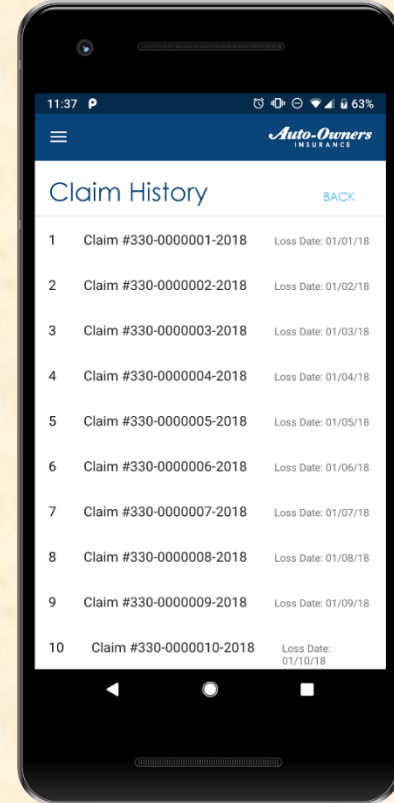 11:37 63%
Auto-Owners
INSURANCE
Claim History BACK
1 Claim #330-0000001-2018 Loss Date: 01/01/18
2 Claim #330-0000002-2018 Loss Date: 01/02/18
3 Claim #330-0000003-2018 Loss Date: 01/03/18
4 Claim #330-0000004-2018 Loss Date: 01/04/18
5 Claim #330-0000005-2018 Loss Date: 01/05/18
6 Claim #330-0000006-2018 Loss Date: 01/06/18
7 Claim #330-0000007-2018 Loss Date: 01/07/18
8 Claim #330-0000008-2018 Loss Date: 01/08/18
9 Claim #330-0000009-2018 Loss Date: 01/09/18
10 Claim #330-0000010-2018 Loss Date:
01/10/18